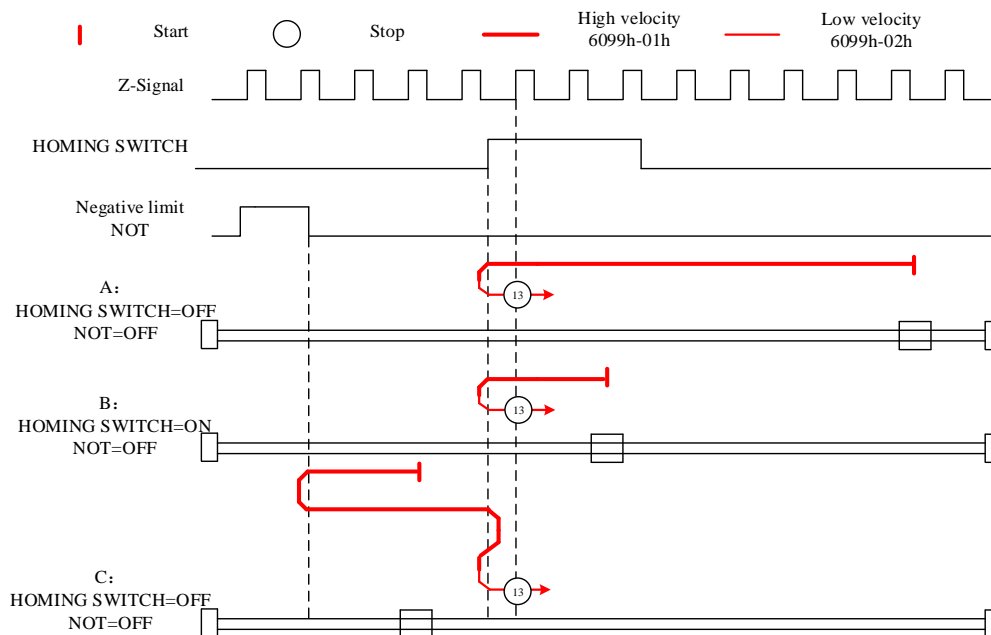 Start
Stop
High velocity
6099h-01h
Low velocity
6099h-02h
Z-Signal
HOMING SWITCH
Negative limit
NOT
A：
HOMING SWITCH=OFF
NOT=OFF
13
B：
HOMING SWITCH=ON
NOT=OFF
13
C：
HOMING SWITCH=OFF
NOT=OFF
13